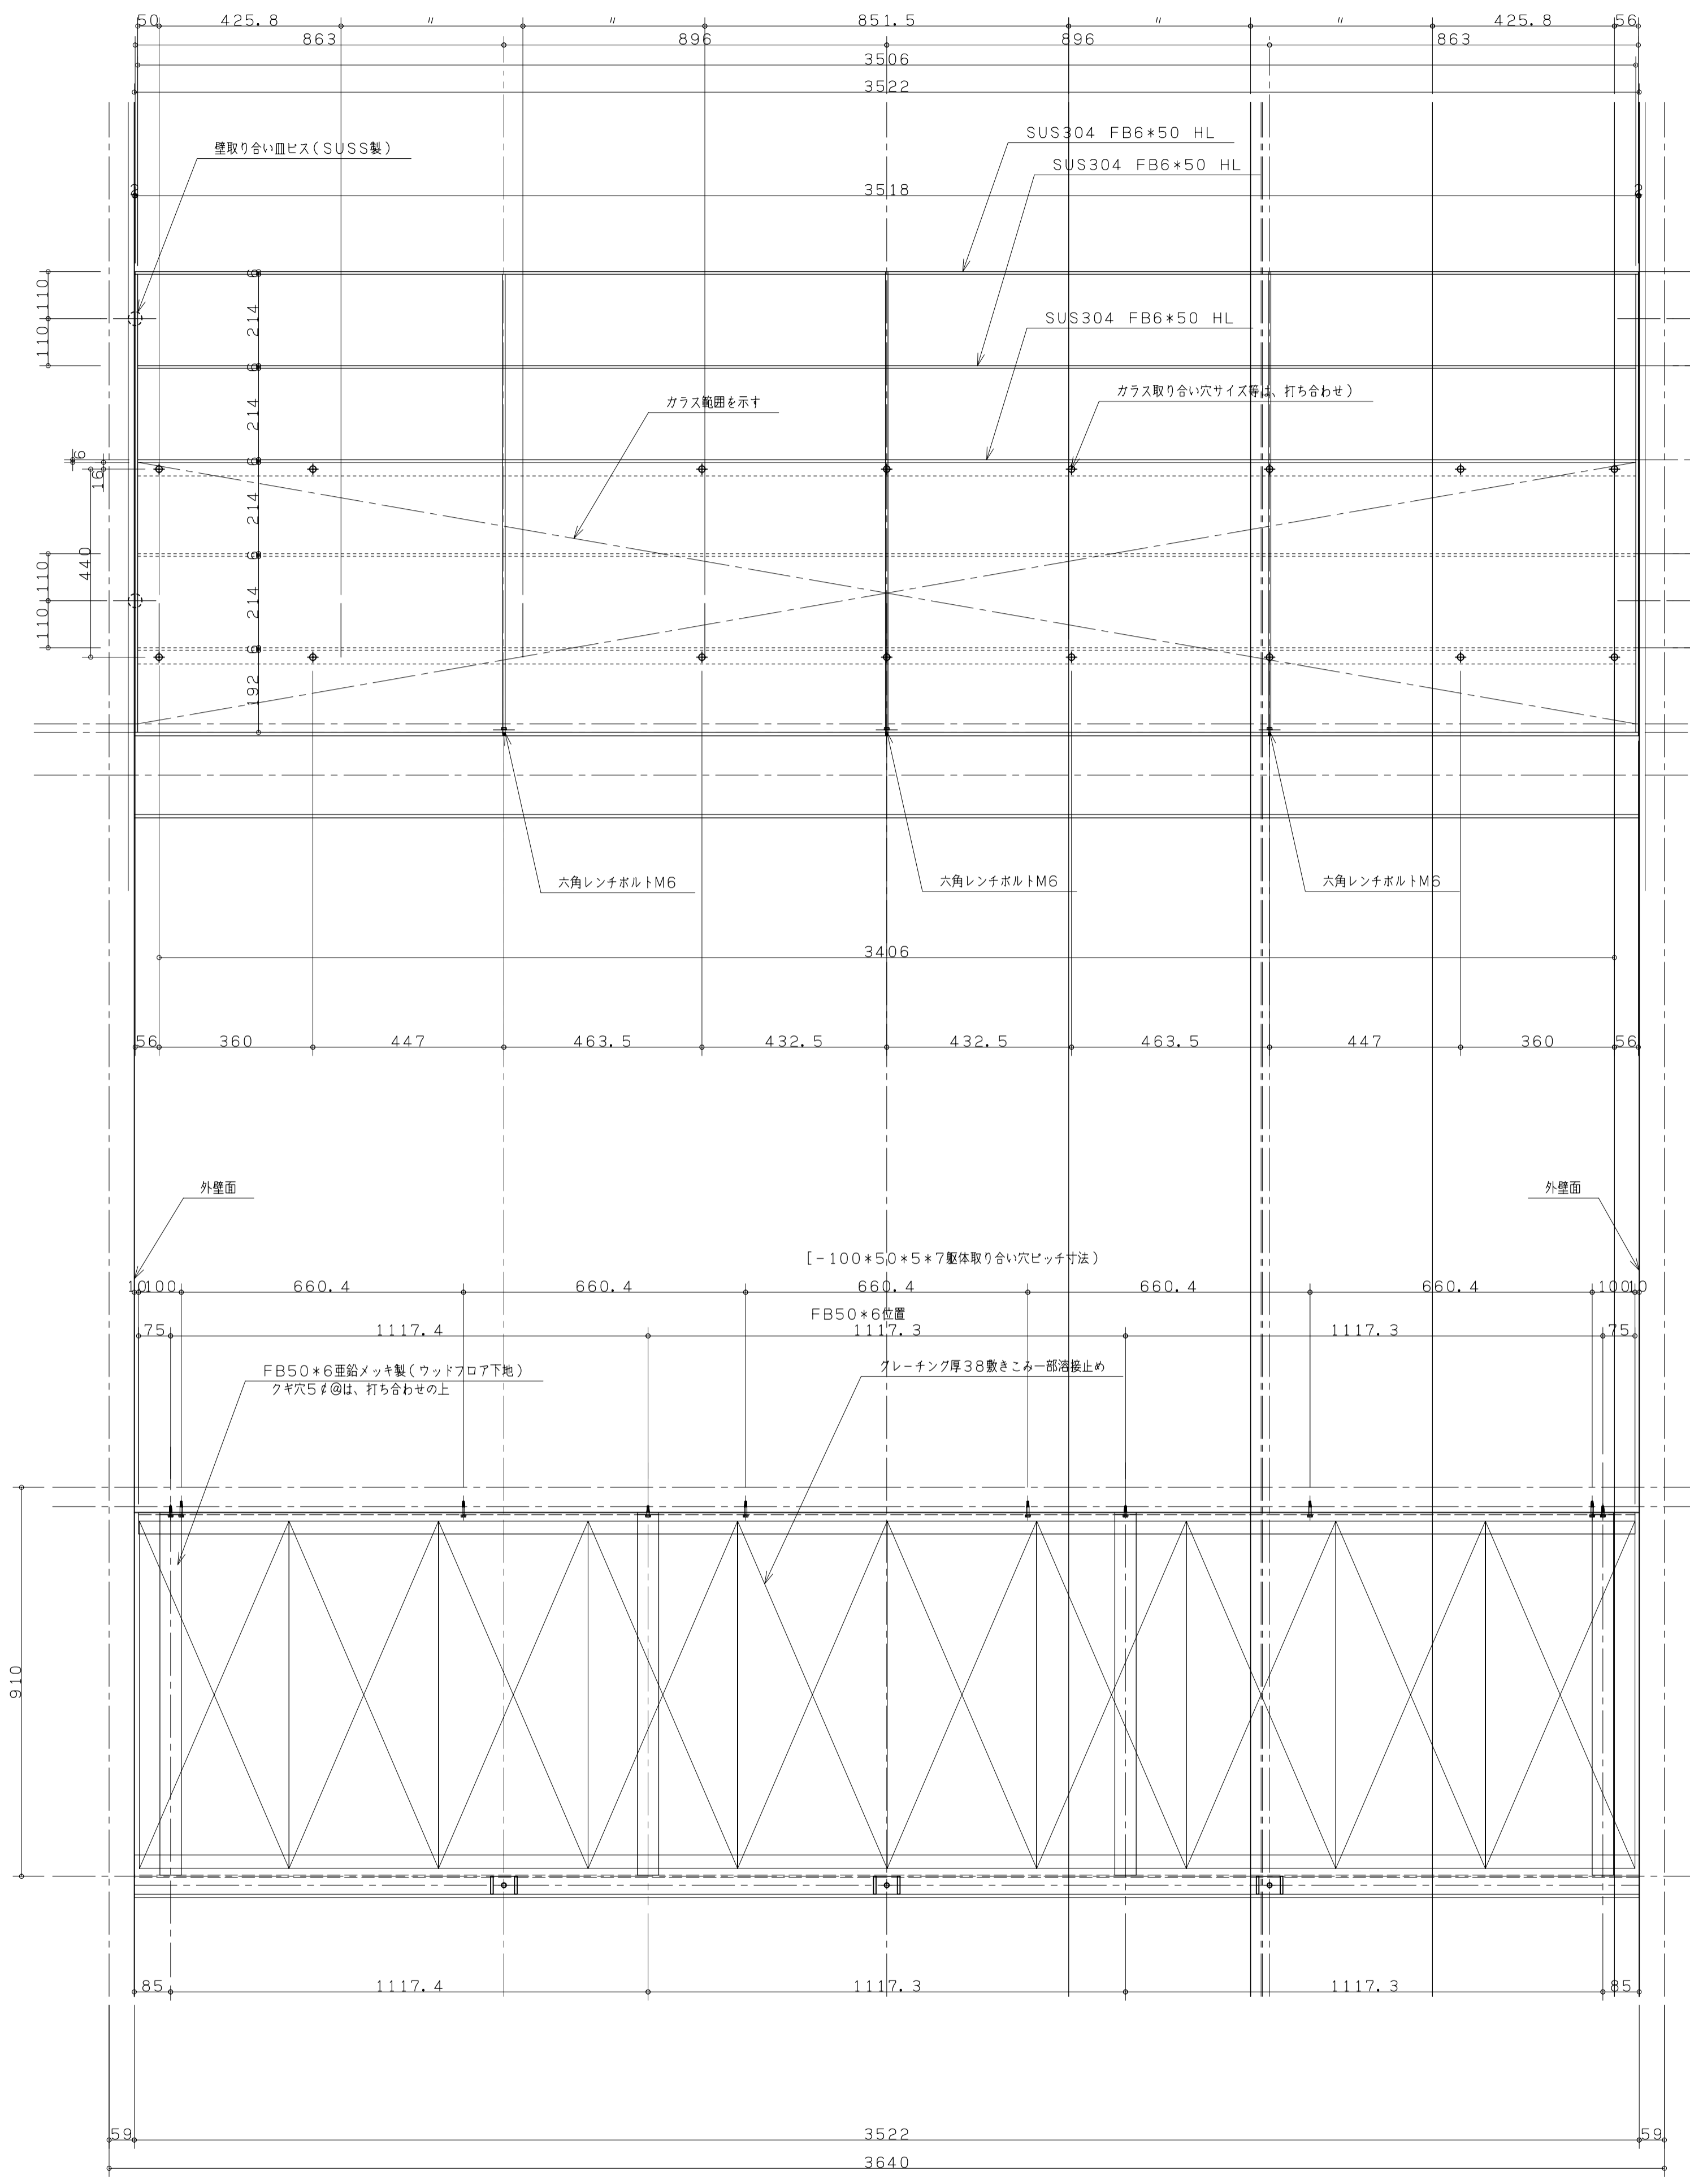 50 425.8 〃 〃 851.5 〃 〃 425.8 56
863 896 896 863
3506
3522
SUS304 FB6*50 HL
壁取り合い皿ビス(SUSS製)
SUS304 FB6*50 HL
2 3518 2
6
110
214
SUS304 FB6*50 HL
110
6
ガラス取り合い穴サイズ等は、打ち合わせ)
ガラス範囲を示す
214
6
6
16
214
440
6
110
214
110
6
192
六角レンチボルトM6
六角レンチボルトM6
六角レンチボルトM6
3406
56 360 447 463.5 432.5 432.5 463.5 447 360 56
外壁面
外壁面
[-100*50*5*7躯体取り合い穴ピッチ寸法)
10 100 660.4 660.4 660.4 660.4 660.4 100 10
FB50*6位置
75 1117.4 1117.3 1117.3 75
FB50*6亜鉛メッキ製(ウッドフロア下地)
クギ穴5¢@は、打ち合わせの上
グレーチング厚38敷きこみ一部溶接止め
910
85 1117.4 1117.3 1117.3 85
59 3522 59
3640